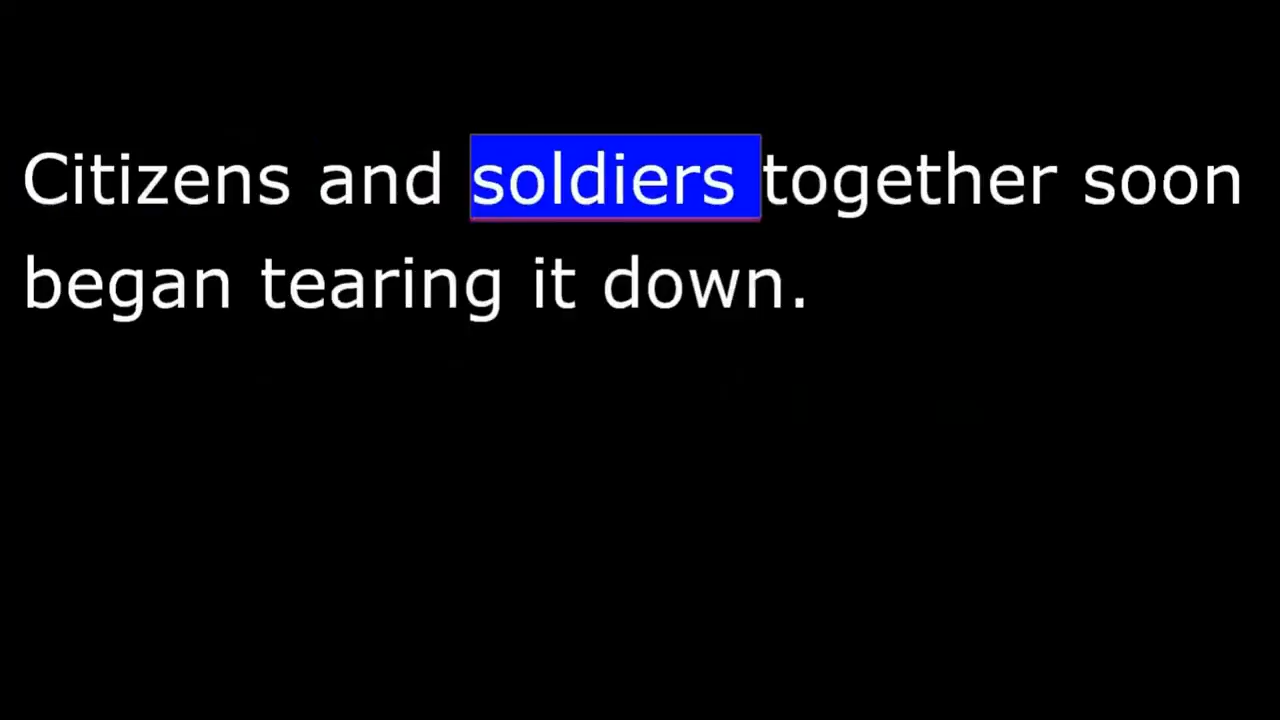 Citizens and soldiers together soon
began tearing it down.